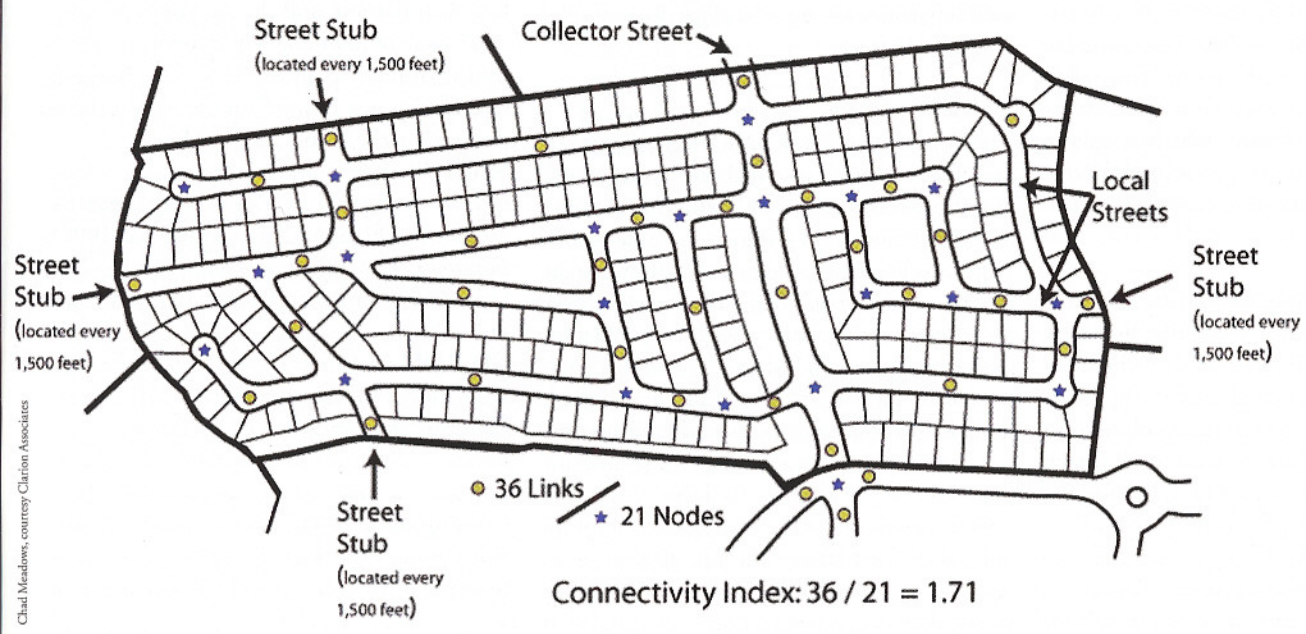 Street Stub
(located every 1,500 feet)
Collector Street
Local
Streets
Street
Stub
(located every
1,500 feet)
Street
Stub
(located every
1,500 feet)
Street
Stub
(located every
1,500 feet)
36 Links
21 Nodes
Connectivity Index: 36 / 21 = 1.71
Chad Meadows, courtesy Clarion Associates